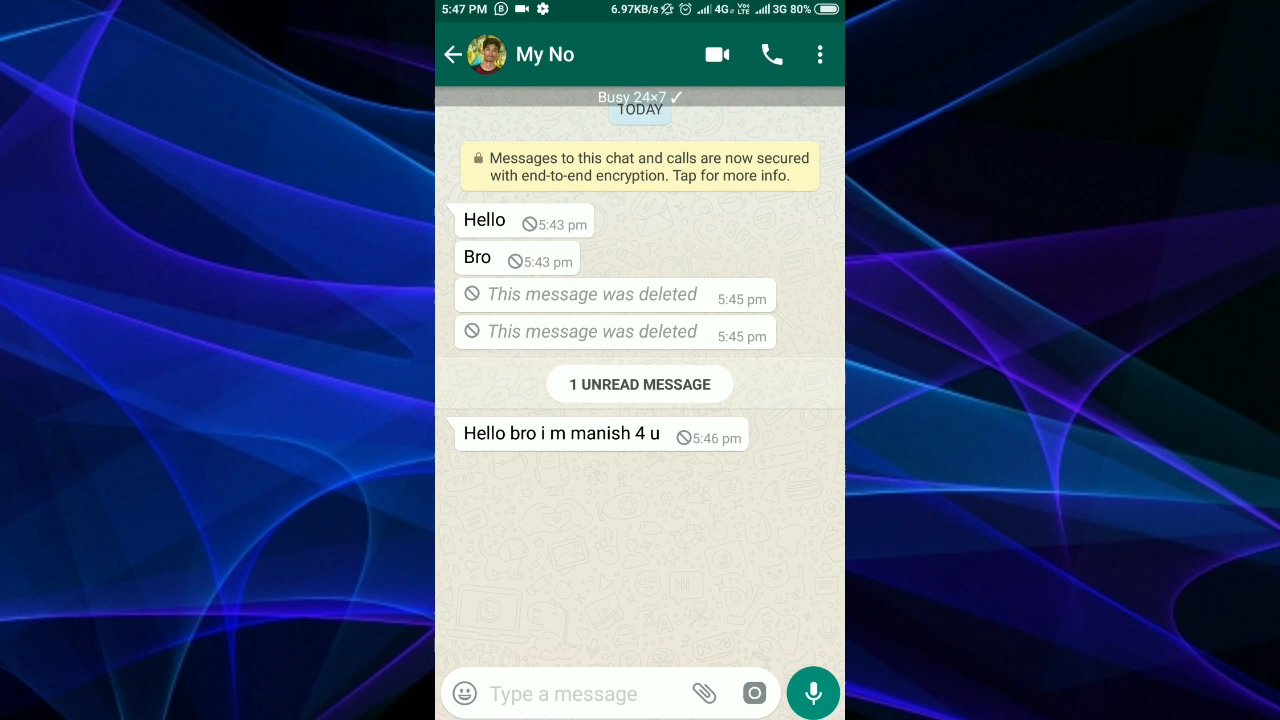 5:47 PM 6.97KB/s 4G VoLTE 3G 80%
My No
Busy 24×7 ✓
TODAY
Messages to this chat and calls are now secured
with end-to-end encryption. Tap for more info.
Hello 5:43 pm
Bro 5:43 pm
This message was deleted 5:45 pm
This message was deleted 5:45 pm
1 UNREAD MESSAGE
Hello bro i m manish 4 u 5:46 pm
Type a message